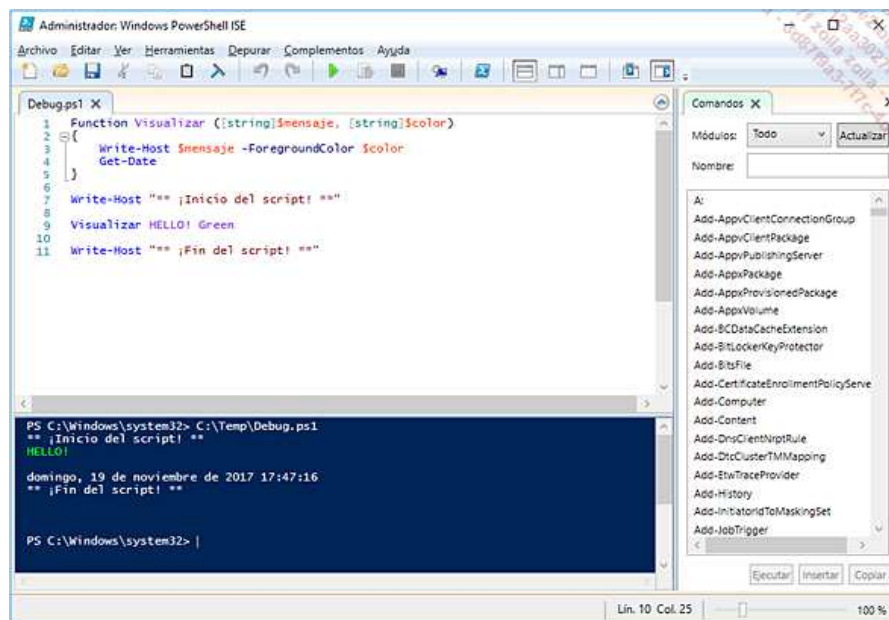 Administrador: Windows PowerShell ISE
Archivo Editar Ver Herramientas Depurar Complementos Ayuda
Debug.ps1 X
1 Function Visualizar ([string]$mensaje, [string]$color)
2 {
3 Write-Host $mensaje -ForegroundColor $color
4 Get-Date
5 }
6
7 Write-Host "** ¡Inicio del script! **"
8
9 Visualizar HELLO! Green
10
11 Write-Host "** ¡Fin del script! **"
PS C:\Windows\system32> C:\Temp\Debug.ps1
** ¡Inicio del script! **
HELLO!
domingo, 19 de noviembre de 2017 17:47:16
** ¡Fin del script! **
PS C:\Windows\system32>
Comandos X
Módulos: Todo Actualizar
Nombre:
A:
Add-AppvClientConnectionGroup
Add-AppvClientPackage
Add-AppvPublishingServer
Add-AppxPackage
Add-AppxProvisionedPackage
Add-AppxVolume
Add-BCDataCacheExtension
Add-BitLockerKeyProtector
Add-BitsFile
Add-CertificateEnrollmentPolicyServe
Add-Computer
Add-Content
Add-DnsClientNrptRule
Add-DtcClusterTMMapping
Add-EtwTraceProvider
Add-History
Add-InitiatorIdToMaskingSet
Add-JobTrigger
Ejecutar Insertar Copiar
Lín. 10 Col. 25 100 %